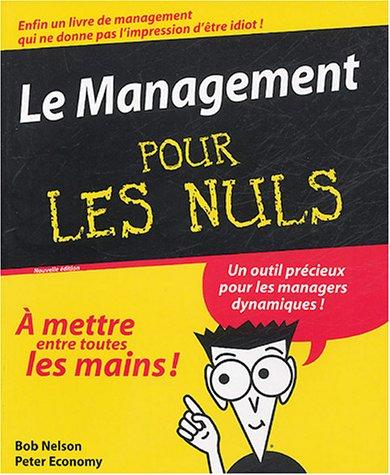 Enfin un livre de management
qui ne donne pas l'impression d'être idiot !
Le Management
POUR
LES NULS
Nouvelle édition
Un outil précieux
pour les managers
dynamiques !
À mettre
entre toutes
les mains !
Bob Nelson
Peter Economy